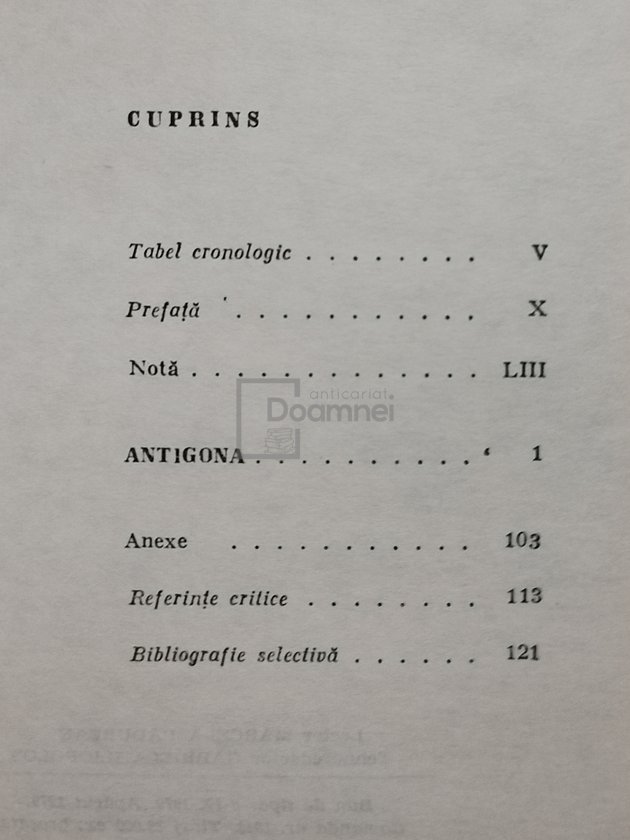 CUPRINS
Tabel cronologic . . . . . . . . V
Prefață . . . . . . . . . . . X
Notă . . . . . . . . . . . . . LIII
anticariat
Doamnei
ANTIGONA . . . . . . . . . . 1
Anexe . . . . . . . . . . . 103
Referințe critice . . . . . . . . 113
Bibliografie selectivă . . . . . . 121